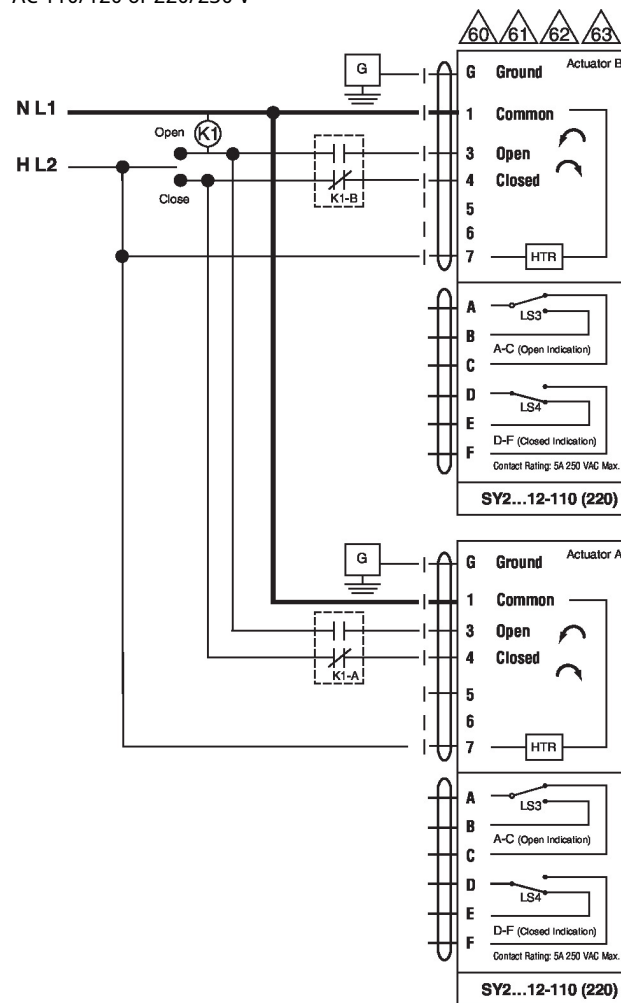 AC 110/120 or 220/230 V
60 61 62 63
Actuator B
G G Ground
N L1
1 Common
Open K1
3 Open
H L2
4 Closed
Close
K1-B
5
6
7 HTR
A
LS3
B
A-C (Open Indication)
C
D
LS4
E
D-F (Closed Indication)
F
Contact Rating: 5A 250 VAC Max.
SY2...12-110 (220)
Actuator A
G G Ground
1 Common
3 Open
4 Closed
K1-A
5
6
7 HTR
A
LS3
B
A-C (Open Indication)
C
D
LS4
E
D-F (Closed Indication)
F
Contact Rating: 5A 250 VAC Max.
SY2...12-110 (220)